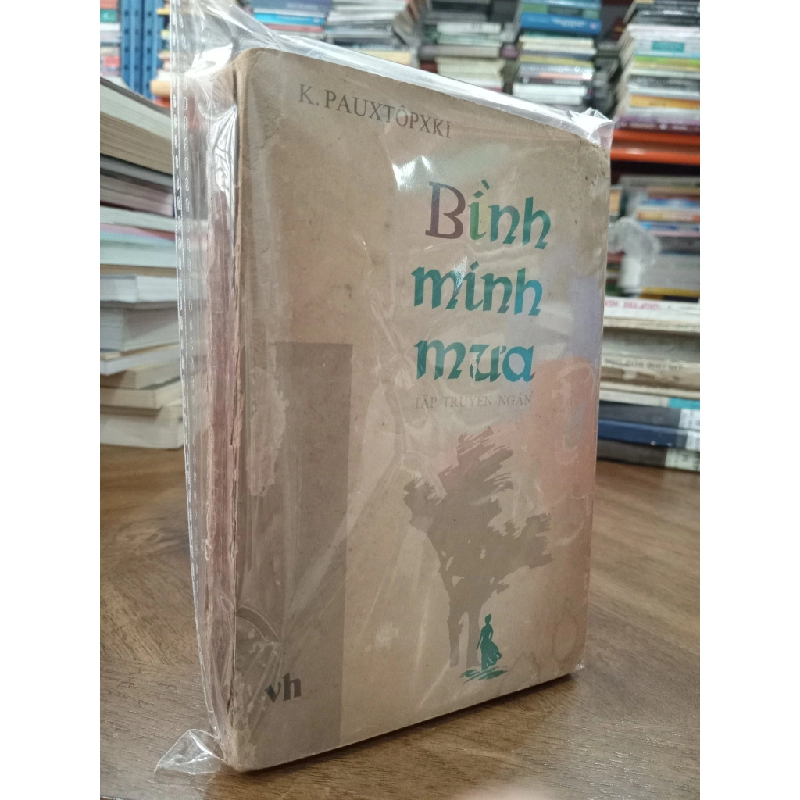 K. PAUXTÔPXKI
Bình
minh
mưa
TẬP TRUYỆN NGẮN
vh